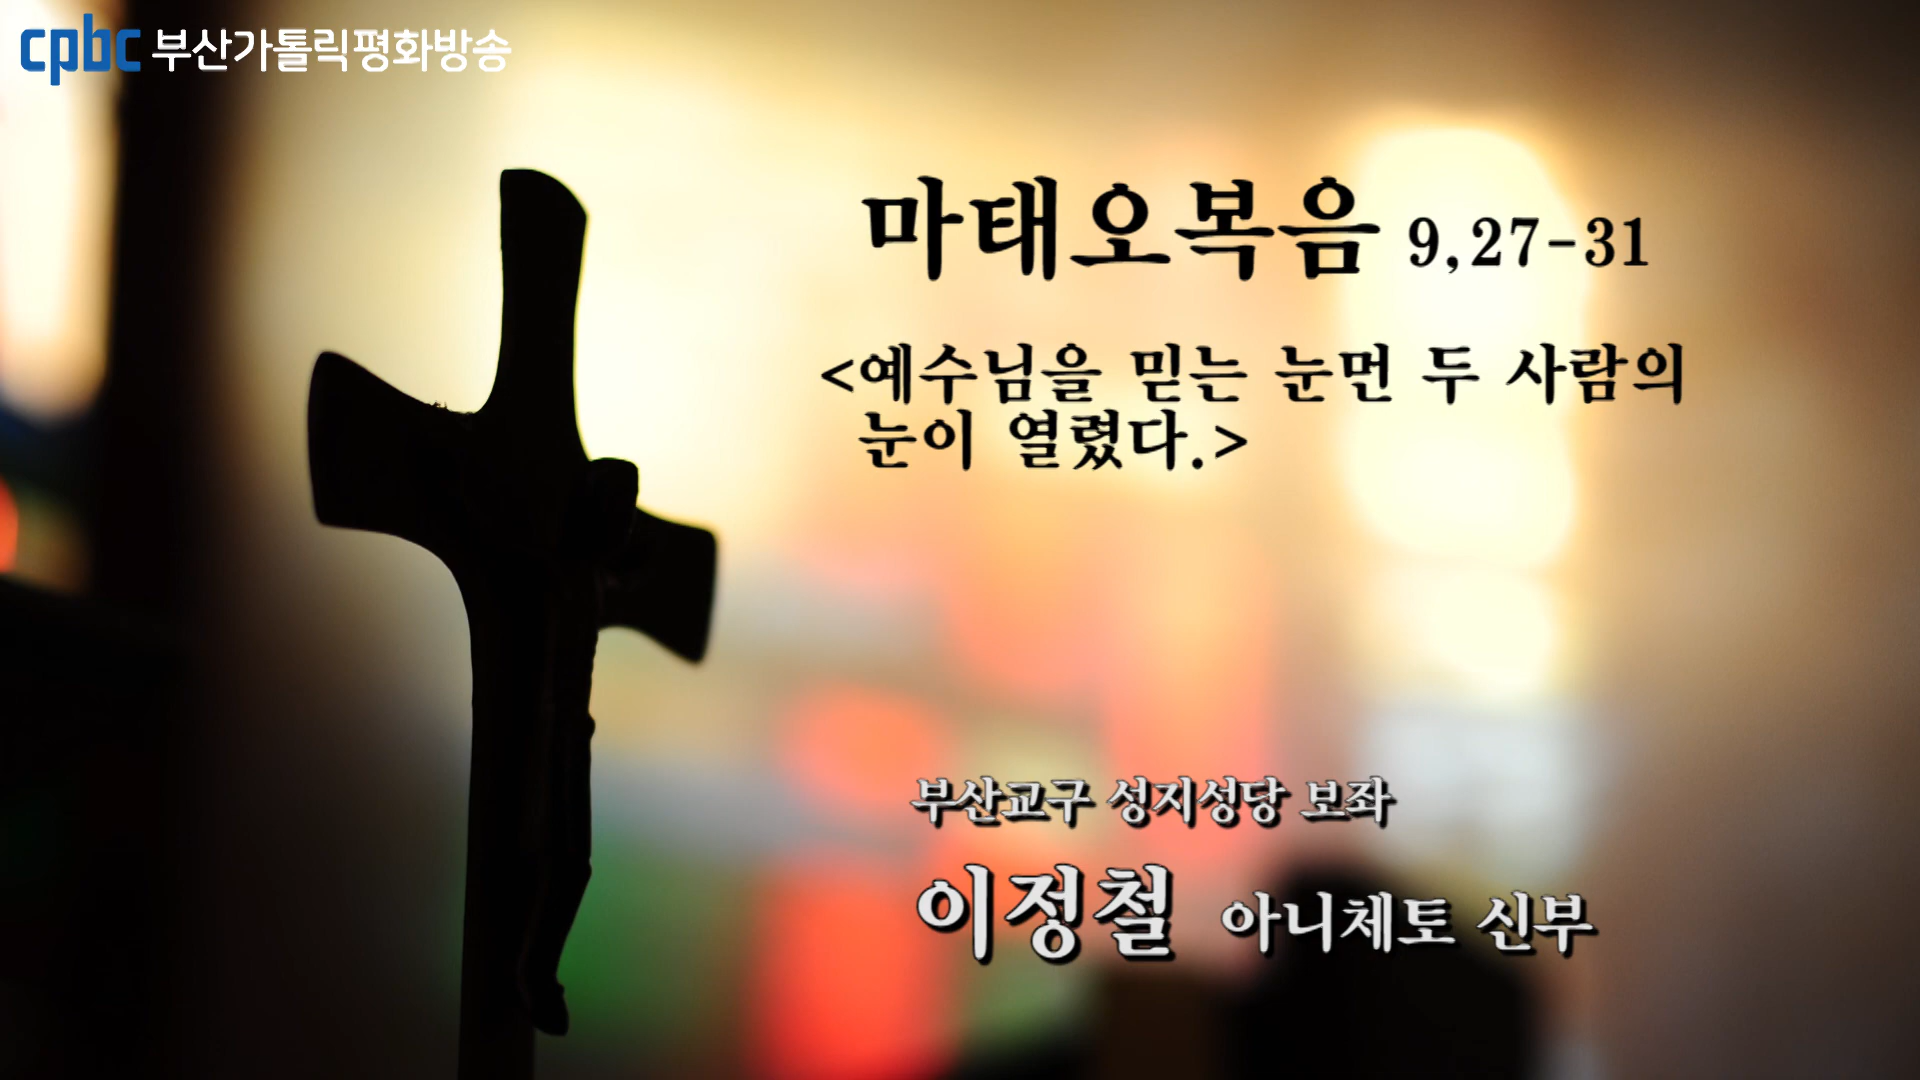 cpbc 부산가톨릭평화방송
마태오복음 9,27-31
<예수님을 믿는 눈먼 두 사람의
눈이 열렸다.>
부산교구 성지성당 보좌
이정철 아니체토 신부